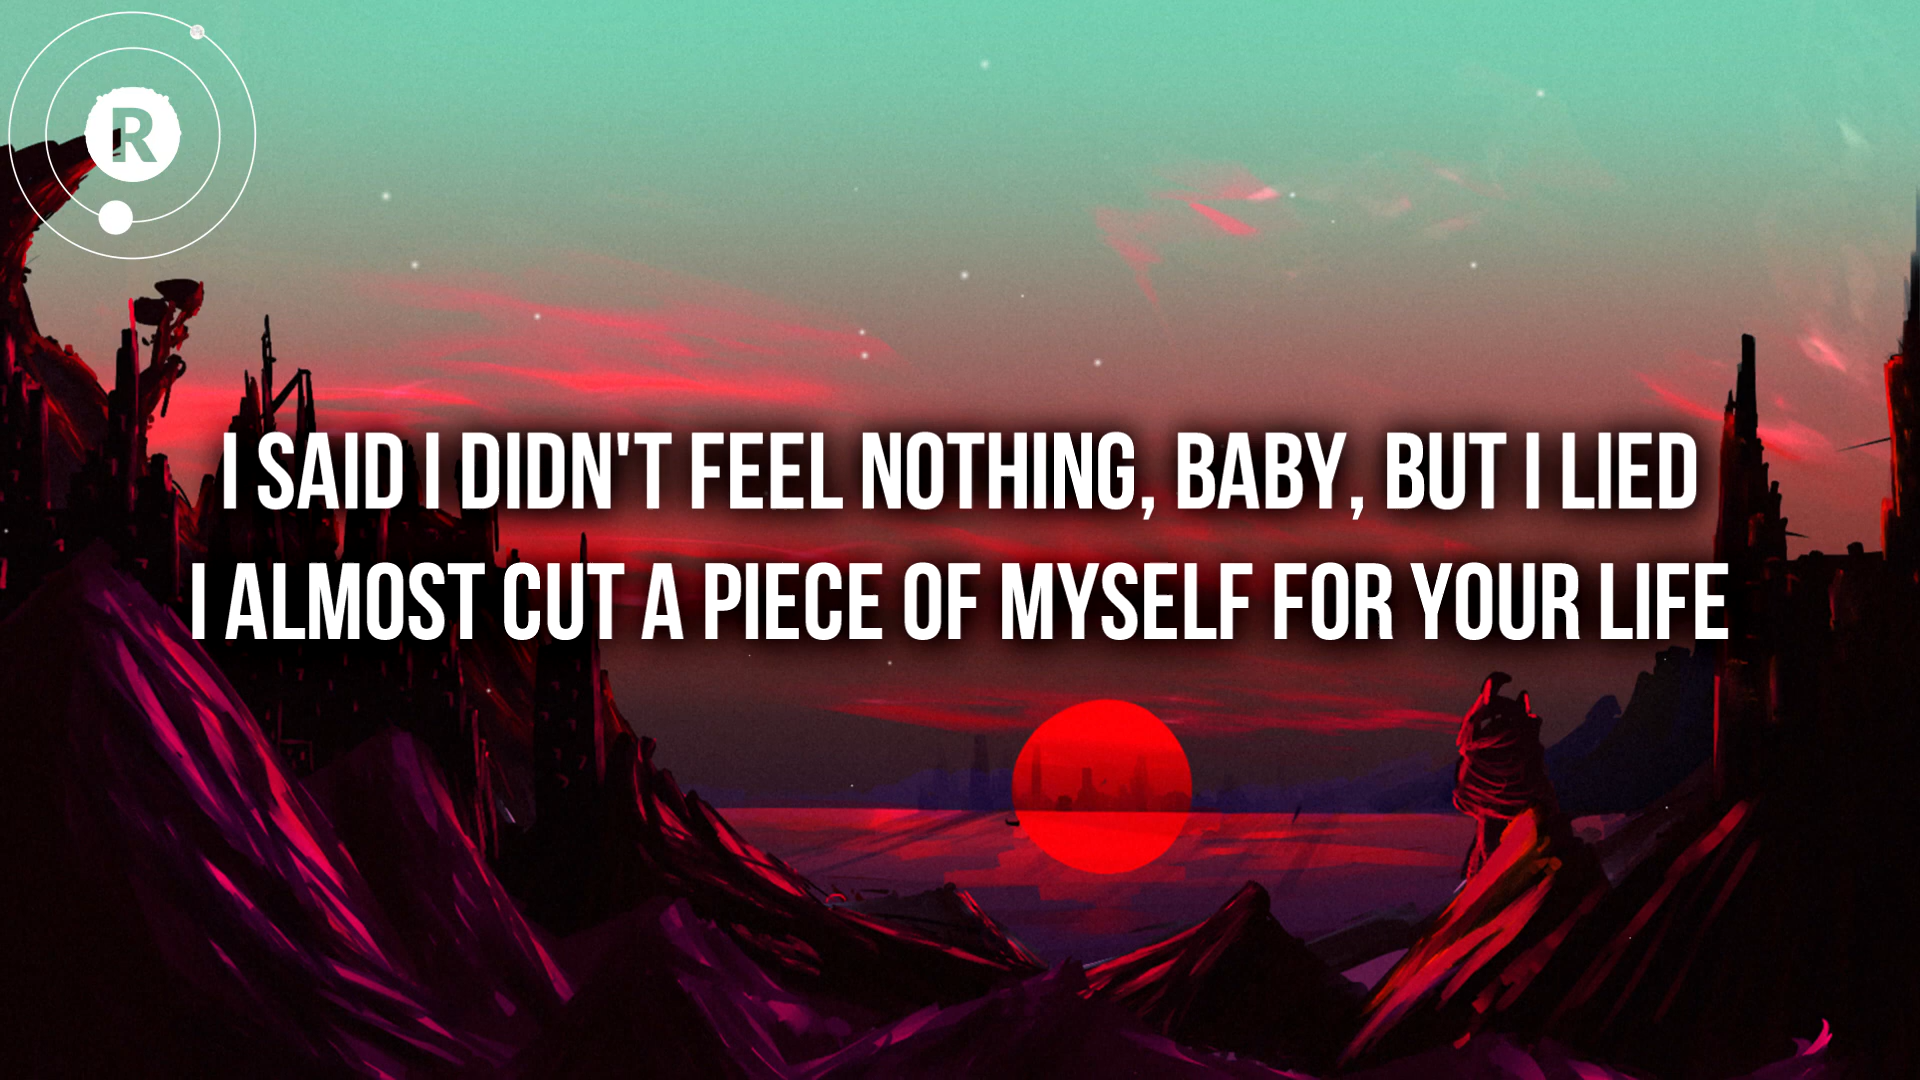 R
I SAID I DIDN'T FEEL NOTHING, BABY, BUT I LIED
I ALMOST CUT A PIECE OF MYSELF FOR YOUR LIFE